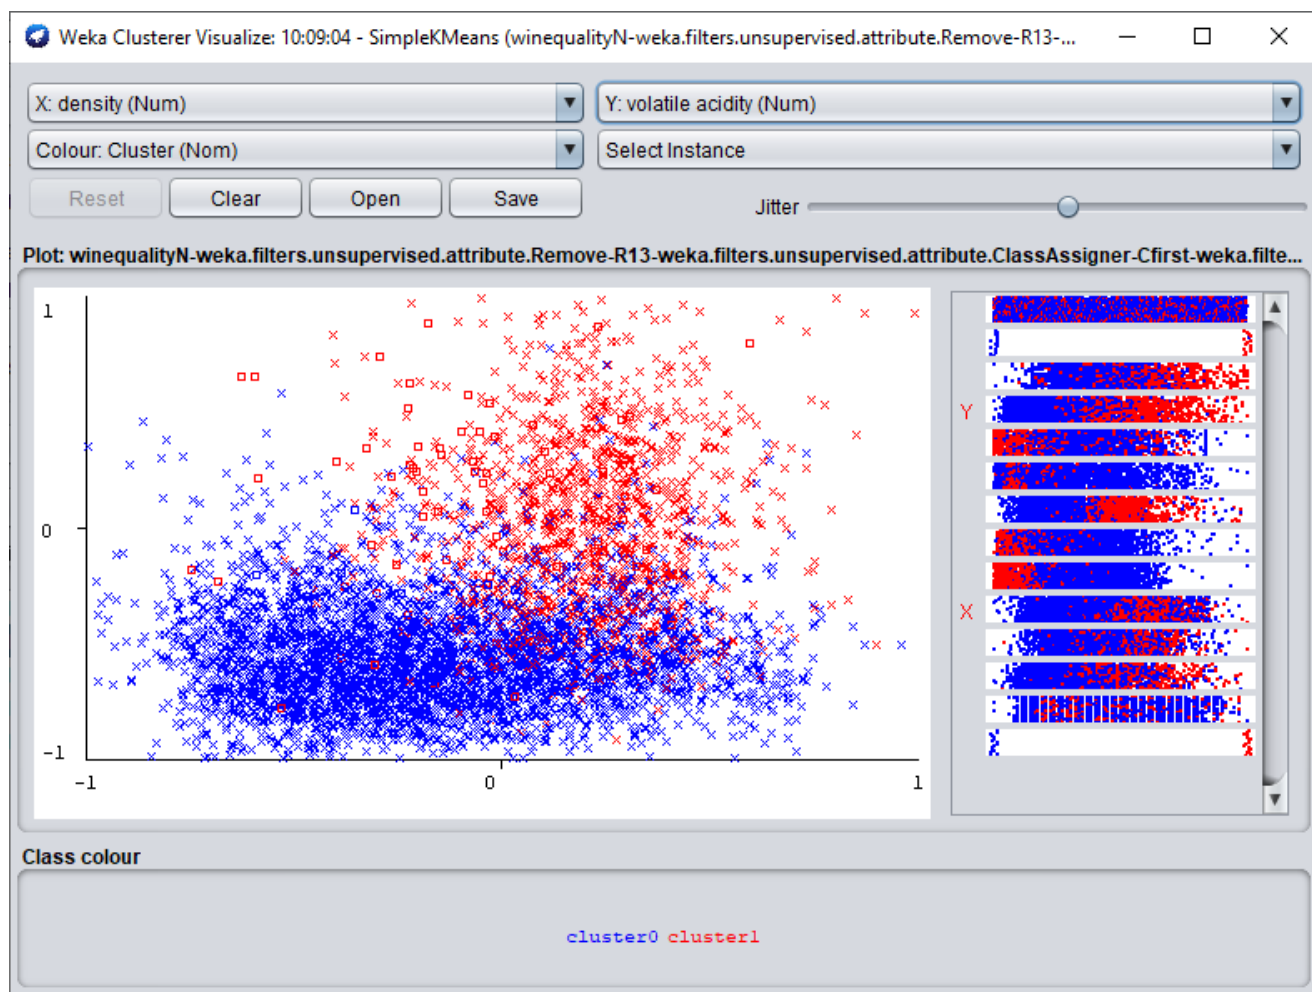 Weka Clusterer Visualize: 10:09:04 - SimpleKMeans (winequalityN-weka.filters.unsupervised.attribute.Remove-R13-...
X: density (Num)
Y: volatile acidity (Num)
Colour: Cluster (Nom)
Select Instance
Reset
Clear
Open
Save
Jitter
Plot: winequalityN-weka.filters.unsupervised.attribute.Remove-R13-weka.filters.unsupervised.attribute.ClassAssigner-Cfirst-weka.filte...
1
0
-1
-1
0
1
Y
X
Class colour
cluster0 cluster1